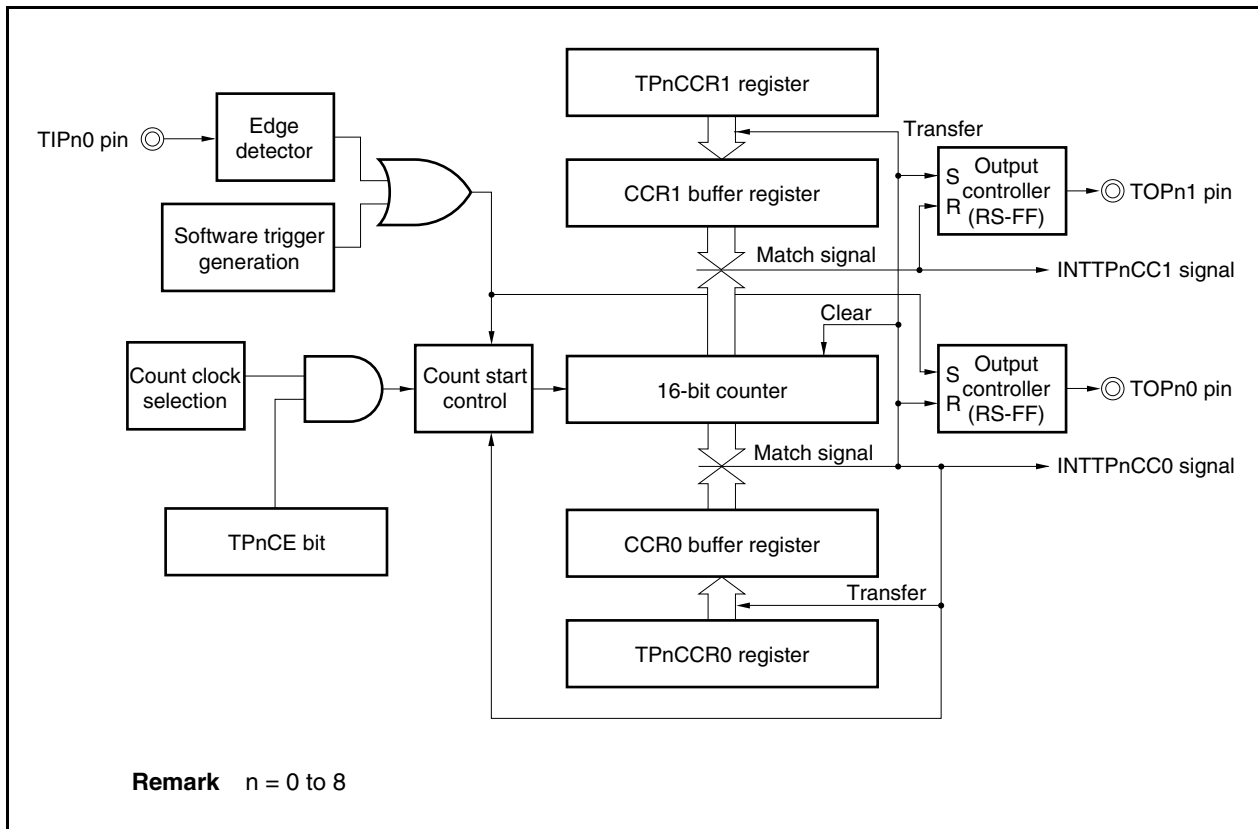 TPnCCR1 register
TIPn0 pin
Edge
detector
Transfer
CCR1 buffer register
S
R
Output
controller
(RS-FF)
TOPn1 pin
Software trigger
generation
Match signal
INTTPnCC1 signal
Clear
Count clock
selection
Count start
control
16-bit counter
S
R
Output
controller
(RS-FF)
TOPn0 pin
Match signal
INTTPnCC0 signal
TPnCE bit
CCR0 buffer register
Transfer
TPnCCR0 register
Remark n = 0 to 8